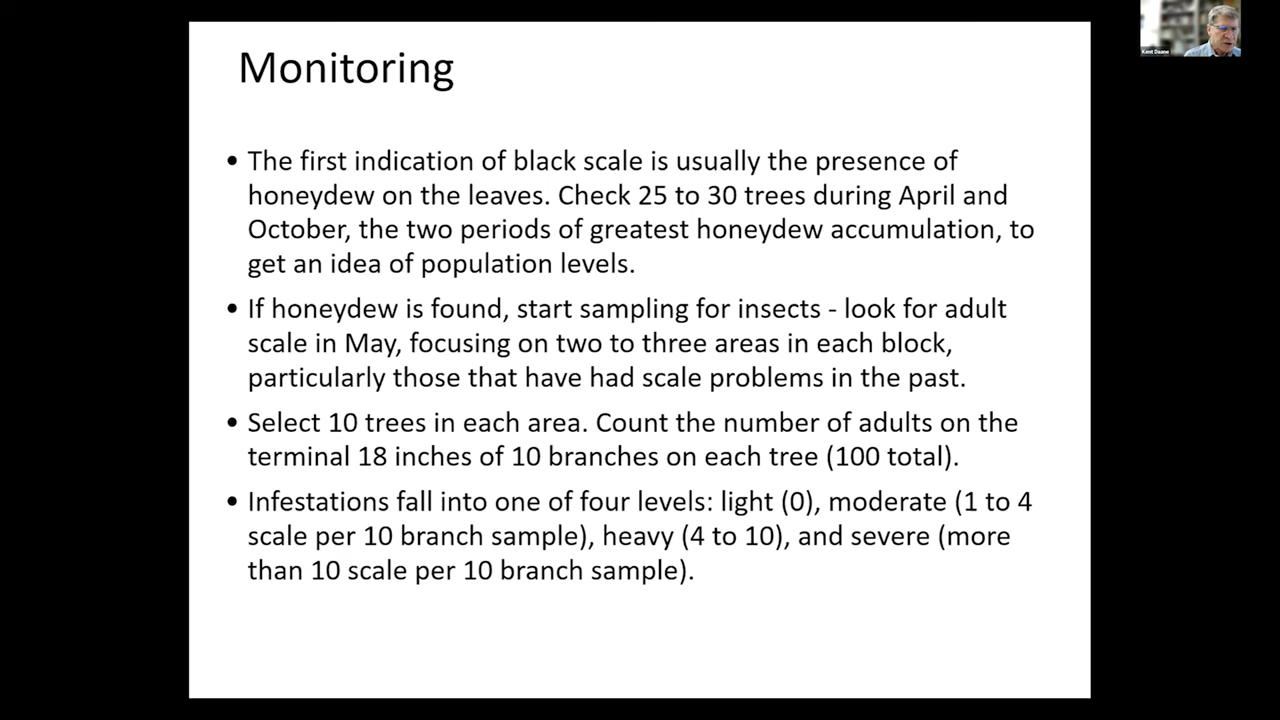 Monitoring
• The first indication of black scale is usually the presence of
honeydew on the leaves. Check 25 to 30 trees during April and
October, the two periods of greatest honeydew accumulation, to
get an idea of population levels.
• If honeydew is found, start sampling for insects - look for adult
scale in May, focusing on two to three areas in each block,
particularly those that have had scale problems in the past.
• Select 10 trees in each area. Count the number of adults on the
terminal 18 inches of 10 branches on each tree (100 total).
• Infestations fall into one of four levels: light (0), moderate (1 to 4
scale per 10 branch sample), heavy (4 to 10), and severe (more
than 10 scale per 10 branch sample).
Kent Daane